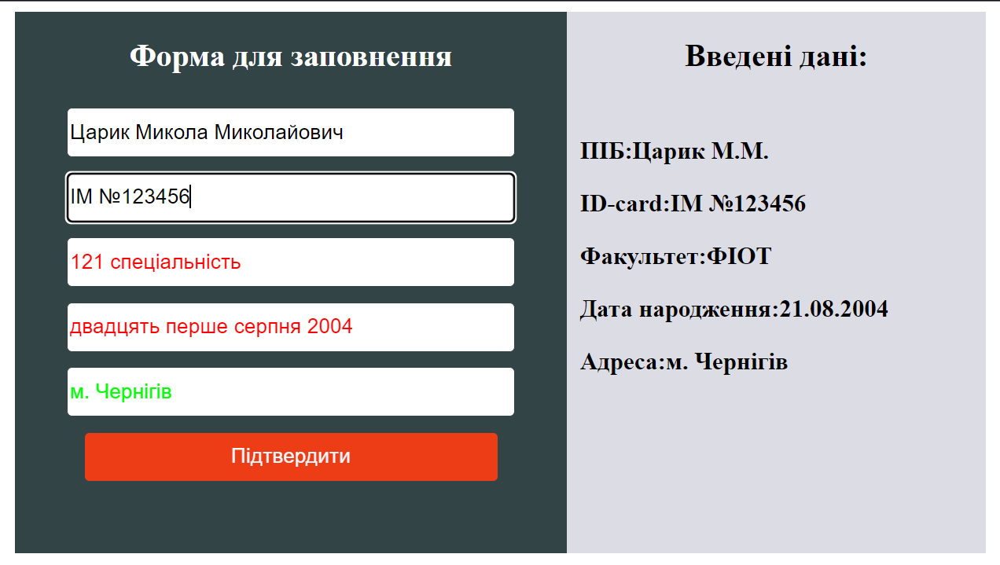 Форма для заповнення
Царик Микола Миколайович
ІМ №123456
121 спеціальність
двадцять перше серпня 2004
м. Чернігів
Підтвердити
Введені дані:
ПІБ:Царик М.М.
ID-card:ІМ №123456
Факультет:ФІОТ
Дата народження:21.08.2004
Адреса:м. Чернігів